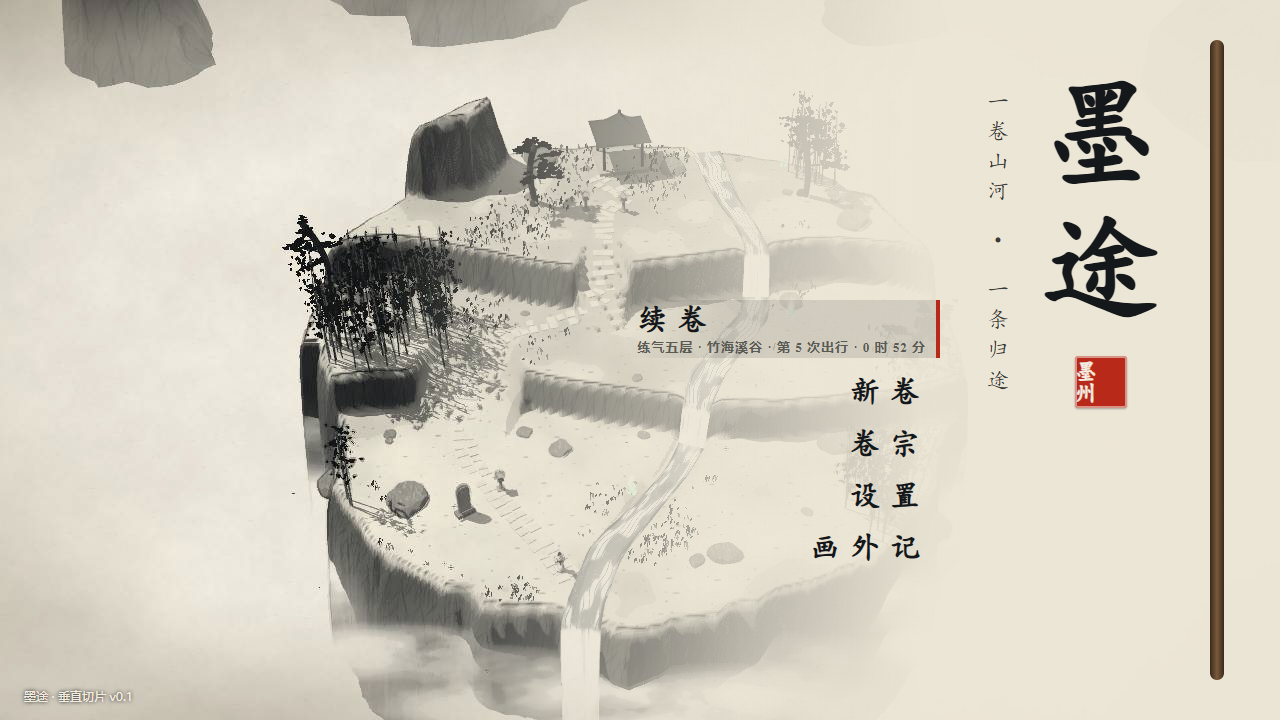 墨途
一卷山河·一条归途
墨州
续卷
练气五层 · 竹海溪谷 · 第 5 次出行 · 0 时 52 分
新卷
卷宗
设置
画外记
墨途 · 垂直切片 v0.1